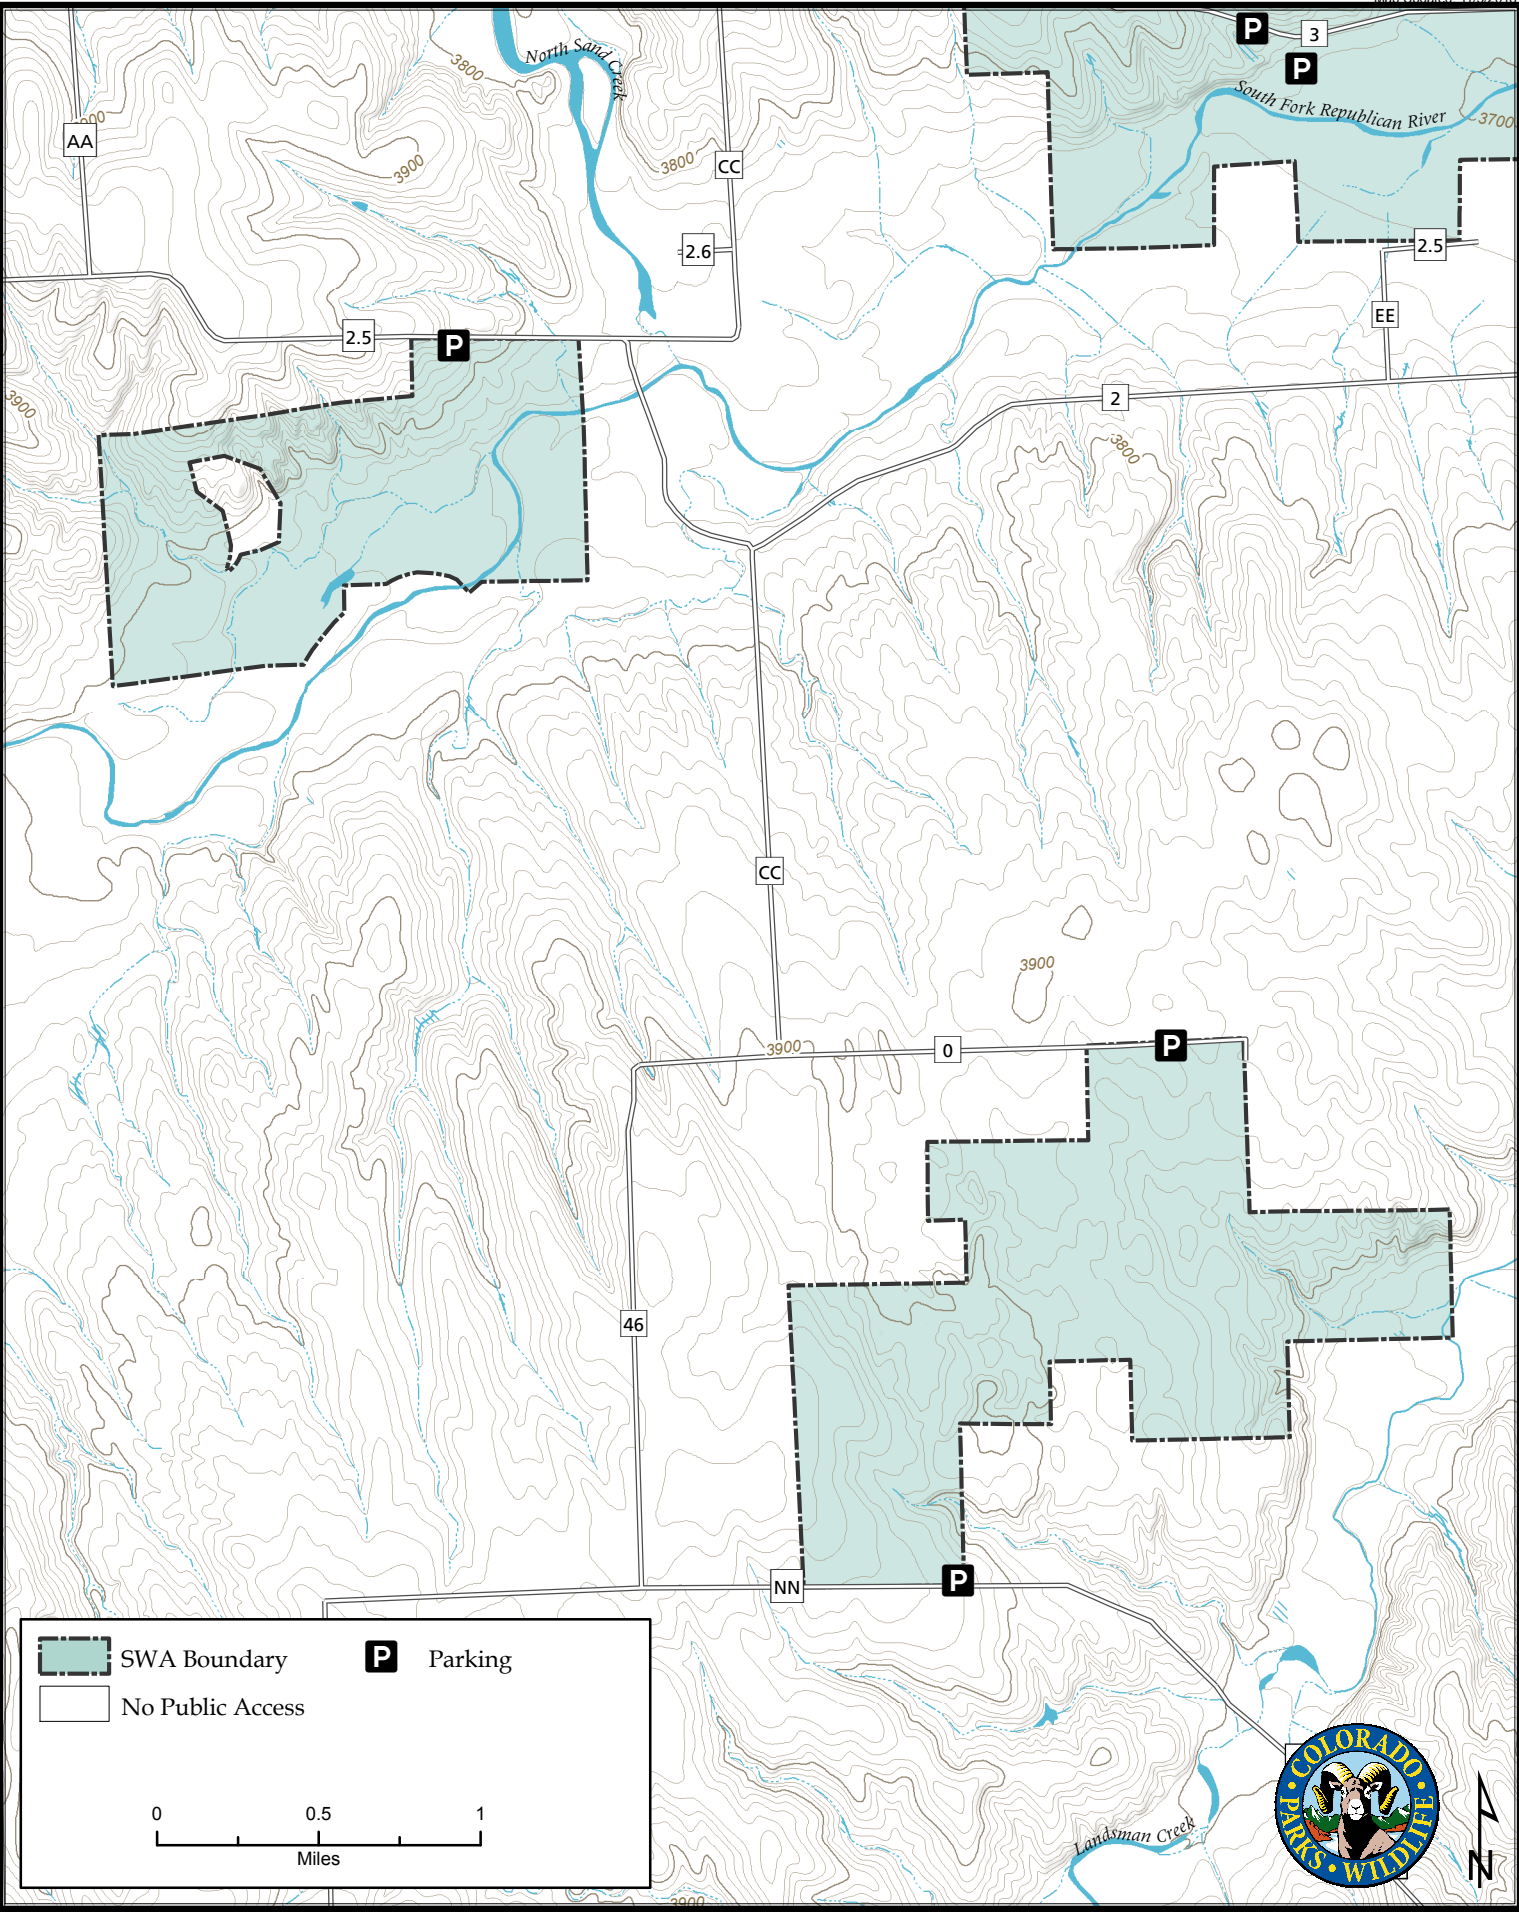 P
3
P
North Sand Creek
3800
South Fork Republican River
3700
AA
3900
3800
CC
2.6
2.5
EE
2.5
P
3900
2
3800
CC
3900
3900
0
P
46
NN
P
SWA Boundary
P Parking
No Public Access
0 0.5 1
Miles
COLORADO
PARKS • WILDLIFE
Landsman Creek
N
3900